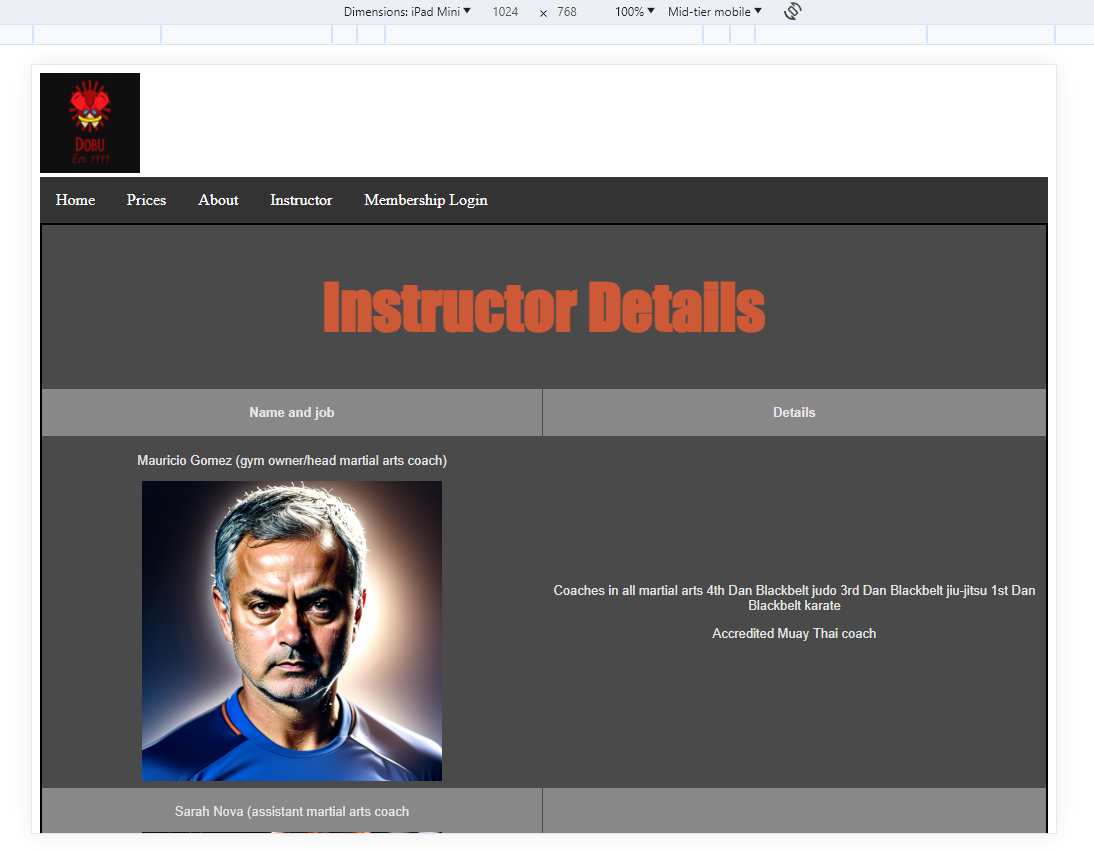 Dimensions: iPad Mini 1024 × 768 100% Mid-tier mobile
DOBU
Est. 1999
Home Prices About Instructor Membership Login
Instructor Details
Name and job Details
Mauricio Gomez (gym owner/head martial arts coach)
Coaches in all martial arts 4th Dan Blackbelt judo 3rd Dan Blackbelt jiu-jitsu 1st Dan
Blackbelt karate
Accredited Muay Thai coach
Sarah Nova (assistant martial arts coach